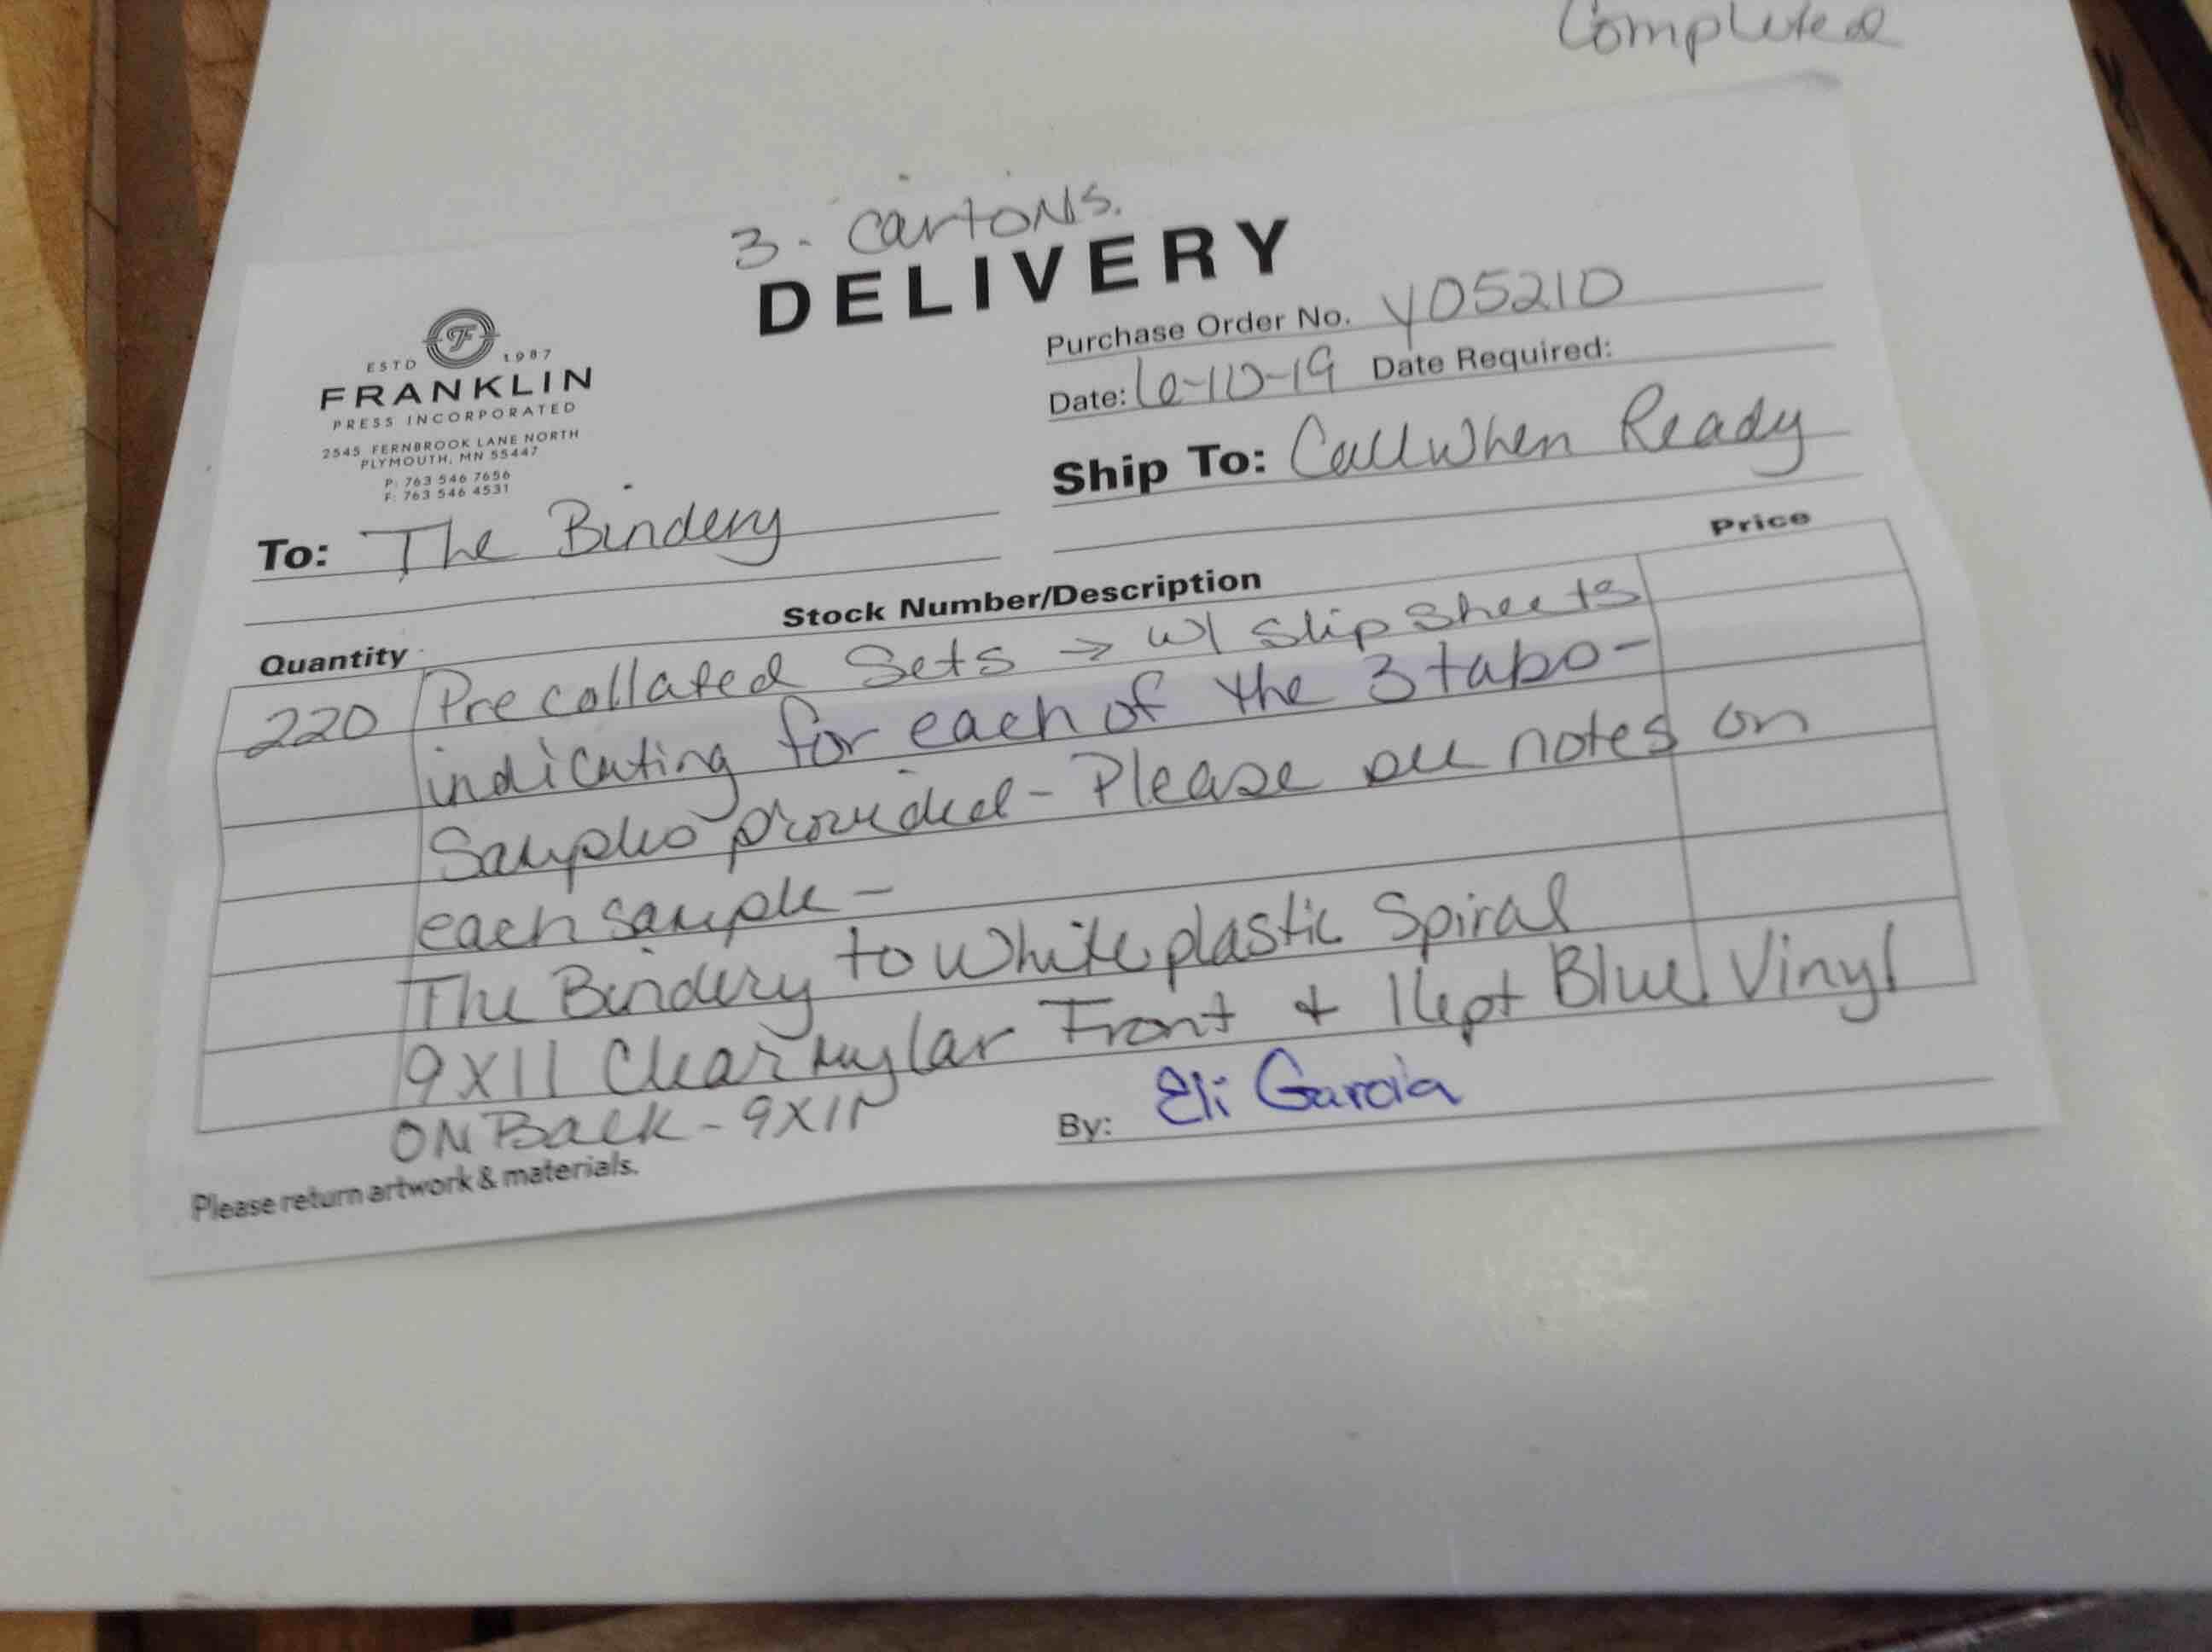 Completed
3 - cartons.
DELIVERY
ESTD 1987
FRANKLIN
PRESS INCORPORATED
2545 FERNBROOK LANE NORTH
PLYMOUTH, MN 55447
P: 763 546 7656
F: 763 546 4531
Purchase Order No. Y05210
Date: 6-10-19 Date Required:
Ship To: Call When Ready
To: The Bindery
Quantity Stock Number/Description Price
220 Pre collated Sets → w/ slip sheets
indicating for each of the 3 tabs -
Samples provided - Please see notes on
each sample -
The Bindery to White plastic Spiral
9X11 Clear mylar Front + 16pt Blue Vinyl
ON Back - 9X11
By: Eli Garcia
Please return artwork & materials.